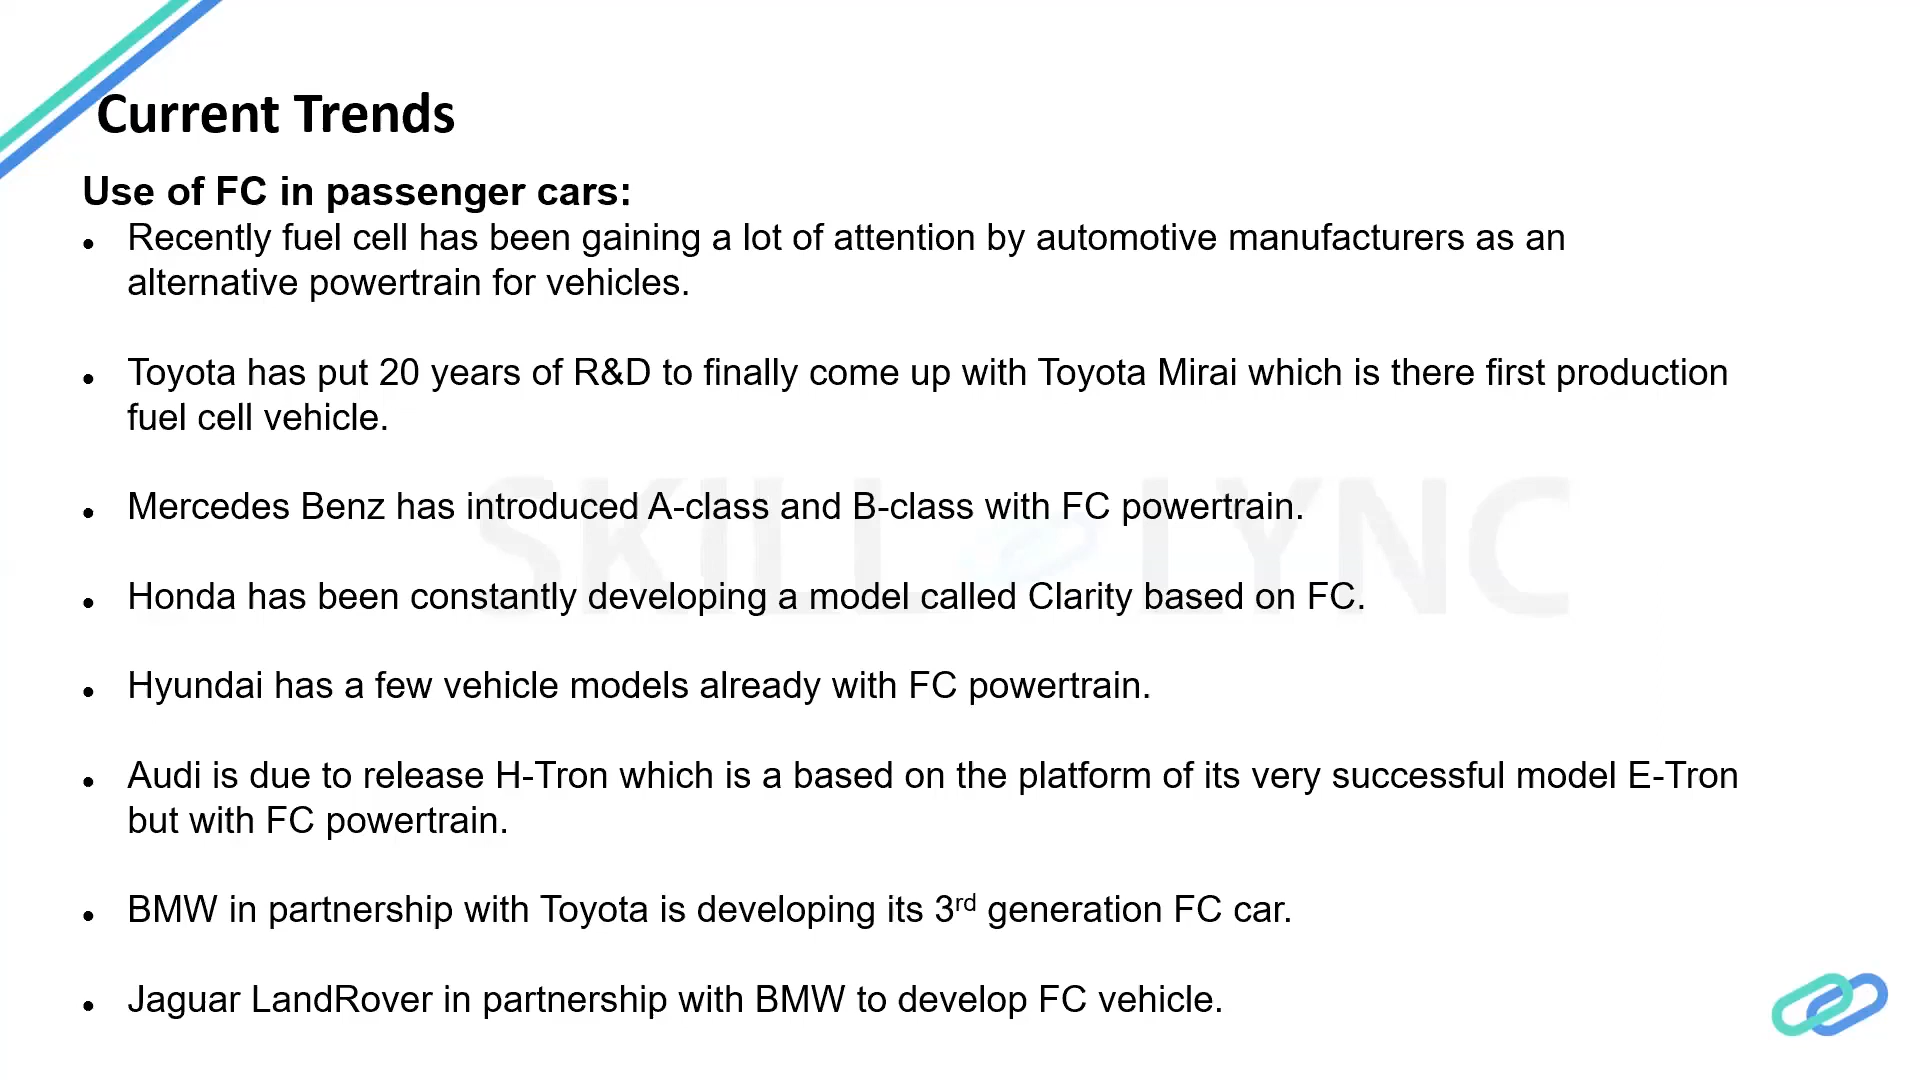 Current Trends
Use of FC in passenger cars:
• Recently fuel cell has been gaining a lot of attention by automotive manufacturers as an
alternative powertrain for vehicles.
• Toyota has put 20 years of R&D to finally come up with Toyota Mirai which is there first production
fuel cell vehicle.
• Mercedes Benz has introduced A-class and B-class with FC powertrain.
SKILL LYNC
• Honda has been constantly developing a model called Clarity based on FC.
• Hyundai has a few vehicle models already with FC powertrain.
• Audi is due to release H-Tron which is a based on the platform of its very successful model E-Tron
but with FC powertrain.
• BMW in partnership with Toyota is developing its 3rd generation FC car.
• Jaguar LandRover in partnership with BMW to develop FC vehicle.